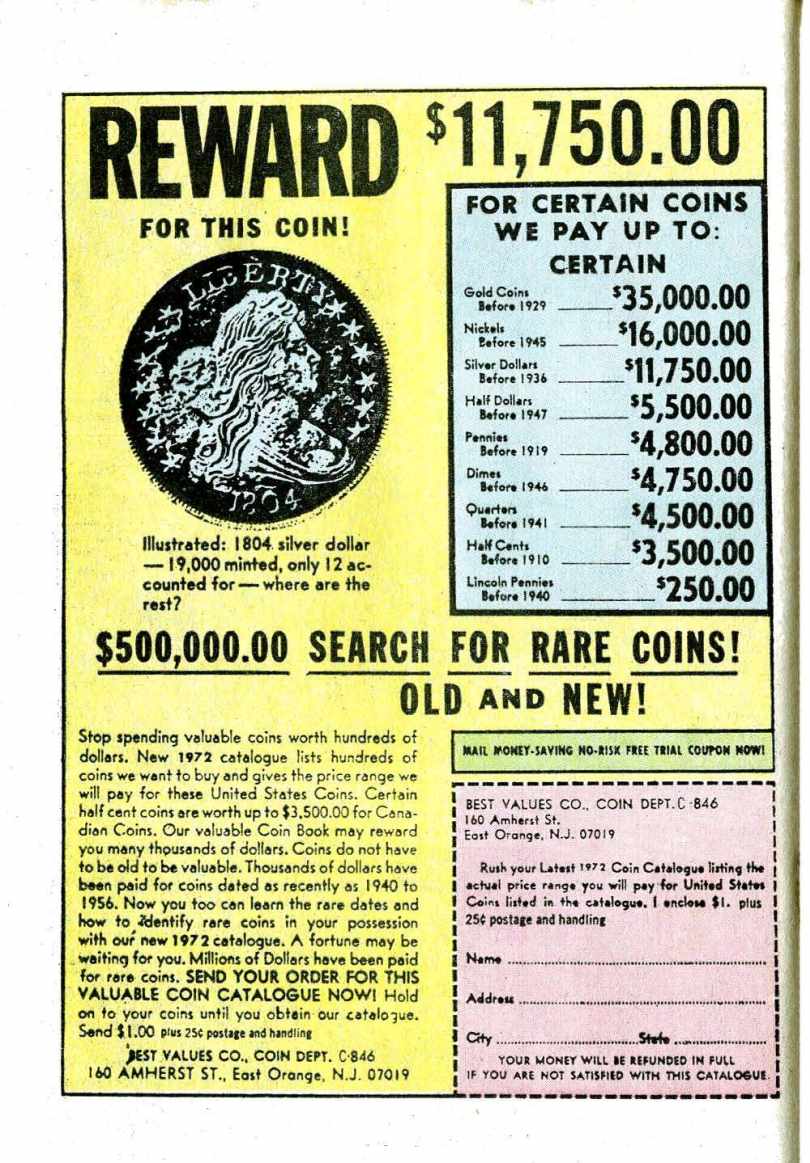 REWARD $11,750.00
FOR THIS COIN!
LIBERTY
1804
Illustrated: 1804 silver dollar
— 19,000 minted, only 12 ac-
counted for — where are the
rest?
FOR CERTAIN COINS
WE PAY UP TO:
CERTAIN
Gold Coins
Before 1929 $35,000.00
Nickels
Before 1945 $16,000.00
Silver Dollars
Before 1936 $11,750.00
Half Dollars
Before 1947 $5,500.00
Pennies
Before 1919 $4,800.00
Dimes
Before 1946 $4,750.00
Quarters
Before 1941 $4,500.00
Half Cents
Before 1910 $3,500.00
Lincoln Pennies
Before 1940 $250.00
$500,000.00 SEARCH FOR RARE COINS!
OLD AND NEW!
Stop spending valuable coins worth hundreds of
dollars. New 1972 catalogue lists hundreds of
coins we want to buy and gives the price range we
will pay for these United States Coins. Certain
half cent coins are worth up to $3,500.00 for Cana-
dian Coins. Our valuable Coin Book may reward
you many thousands of dollars. Coins do not have
to be old to be valuable. Thousands of dollars have
been paid for coins dated as recently as 1940 to
1956. Now you too can learn the rare dates and
how to identify rare coins in your possession
with our new 1972 catalogue. A fortune may be
waiting for you. Millions of Dollars have been paid
for rare coins. SEND YOUR ORDER FOR THIS
VALUABLE COIN CATALOGUE NOW! Hold
on to your coins until you obtain our catalogue.
Send $1.00 plus 25¢ postage and handling
BEST VALUES CO., COIN DEPT. C-846
160 AMHERST ST., East Orange, N.J. 07019
MAIL MONEY-SAVING NO-RISK FREE TRIAL COUPON NOW!
BEST VALUES CO., COIN DEPT. C-846
160 Amherst St.
East Orange, N.J. 07019
Rush your Latest 1972 Coin Catalogue listing the
actual price range you will pay for United States
Coins listed in the catalogue. I enclose $1. plus
25¢ postage and handling
Name
Address
City State
YOUR MONEY WILL BE REFUNDED IN FULL
IF YOU ARE NOT SATISFIED WITH THIS CATALOGUE.